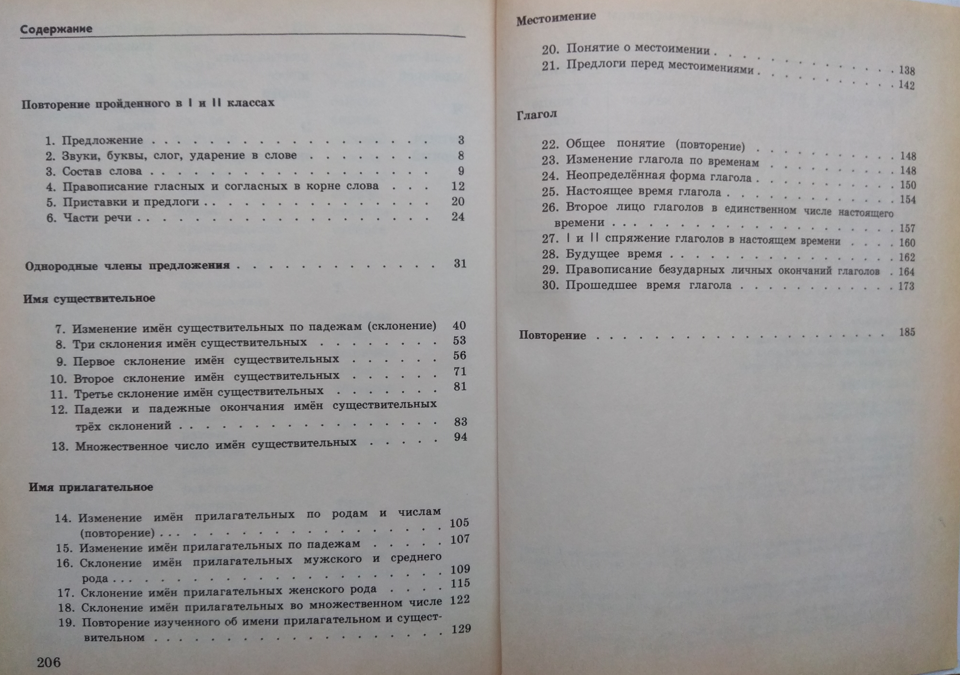 Содержание
Повторение пройденного в I и II классах
1. Предложение . . . . . . . . . . . . . . . . . 3
2. Звуки, буквы, слог, ударение в слове . . . . . . . 8
3. Состав слова . . . . . . . . . . . . . . . . . 9
4. Правописание гласных и согласных в корне слова . . . 12
5. Приставки и предлоги . . . . . . . . . . . . . . 20
6. Части речи . . . . . . . . . . . . . . . . . . 24
Однородные члены предложения . . . . . . . . . . . . 31
Имя существительное
7. Изменение имён существительных по падежам (склонение) 40
8. Три склонения имён существительных . . . . . . . . 53
9. Первое склонение имён существительных . . . . . . 56
10. Второе склонение имён существительных . . . . . . 71
11. Третье склонение имён существительных . . . . . . . 81
12. Падежи и падежные окончания имён существительных
трёх склонений . . . . . . . . . . . . . . . . 83
13. Множественное число имён существительных . . . . . 94
Имя прилагательное
14. Изменение имён прилагательных по родам и числам
(повторение) . . . . . . . . . . . . . . . . . 105
15. Изменение имён прилагательных по падежам . . . . . 107
16. Склонение имён прилагательных мужского и среднего
рода . . . . . . . . . . . . . . . . . . . . 109
17. Склонение имён прилагательных женского рода . . . . 115
18. Склонение имён прилагательных во множественном числе 122
19. Повторение изученного об имени прилагательном и сущест-
вительном . . . . . . . . . . . . . . . . . . 129
206
Местоимение
20. Понятие о местоимении . . . . . . . . . . . . . 138
21. Предлоги перед местоимениями . . . . . . . . . . 142
Глагол
22. Общее понятие (повторение) . . . . . . . . . . . 148
23. Изменение глагола по временам . . . . . . . . . . 148
24. Неопределённая форма глагола . . . . . . . . . . 150
25. Настоящее время глагола . . . . . . . . . . . . 154
26. Второе лицо глаголов в единственном числе настоящего
времени . . . . . . . . . . . . . . . . . . . 157
27. I и II спряжение глаголов в настоящем времени . . . . 160
28. Будущее время . . . . . . . . . . . . . . . . 162
29. Правописание безударных личных окончаний глаголов . 164
30. Прошедшее время глагола . . . . . . . . . . . . 173
Повторение . . . . . . . . . . . . . . . . . . . . 185